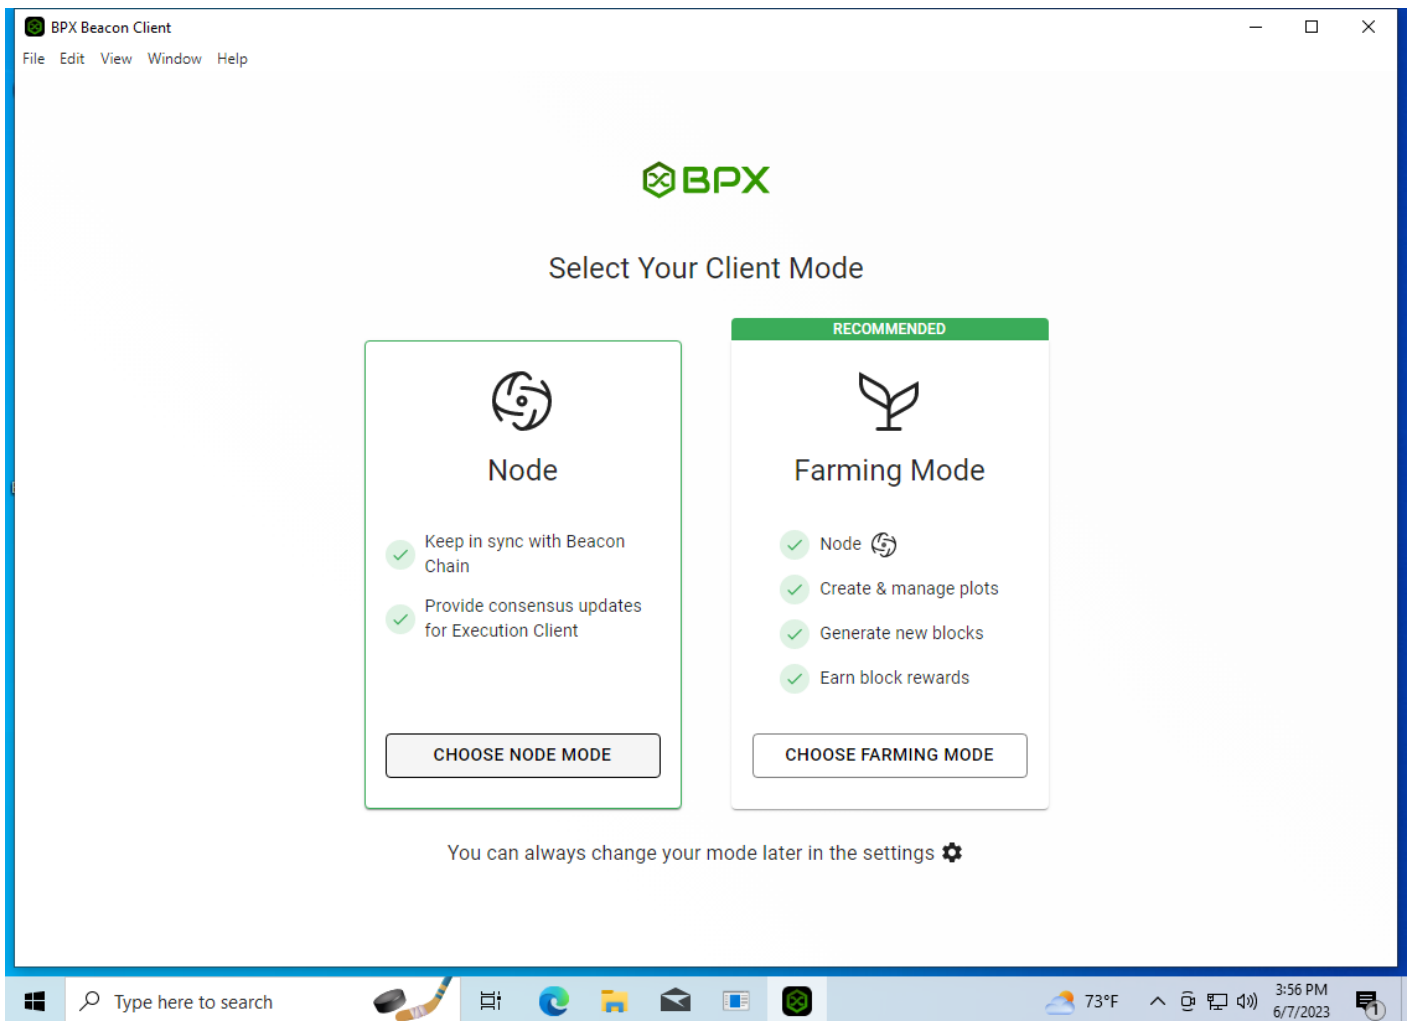 BPX Beacon Client
File Edit View Window Help
BPX
Select Your Client Mode
Node
Keep in sync with Beacon
Chain
Provide consensus updates
for Execution Client
CHOOSE NODE MODE
RECOMMENDED
Farming Mode
Node
Create & manage plots
Generate new blocks
Earn block rewards
CHOOSE FARMING MODE
You can always change your mode later in the settings
Type here to search
73°F
3:56 PM
6/7/2023
1